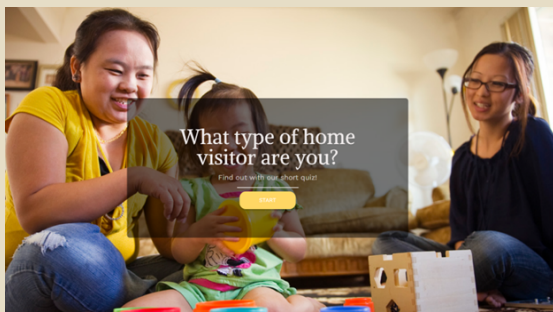 What type of home
visitor are you?
Find out with our short quiz!
START